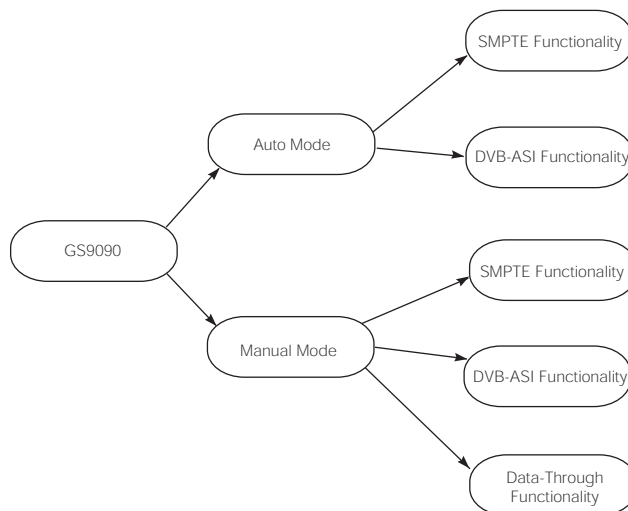 SMPTE Functionality
Auto Mode
DVB-ASI Functionality
GS9090
SMPTE Functionality
Manual Mode
DVB-ASI Functionality
Data-Through
Functionality